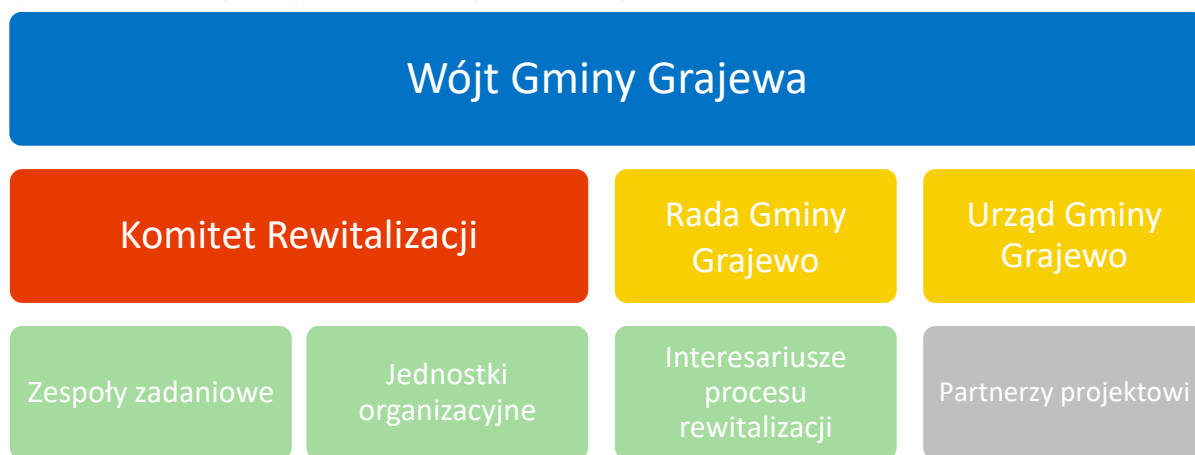 Wójt Gminy Grajewa
Komitet Rewitalizacji
Rada Gminy
Grajewo
Urząd Gminy
Grajewo
Zespoły zadaniowe
Jednostki
organizacyjne
Interesariusze
procesu
rewitalizacji
Partnerzy projektowi